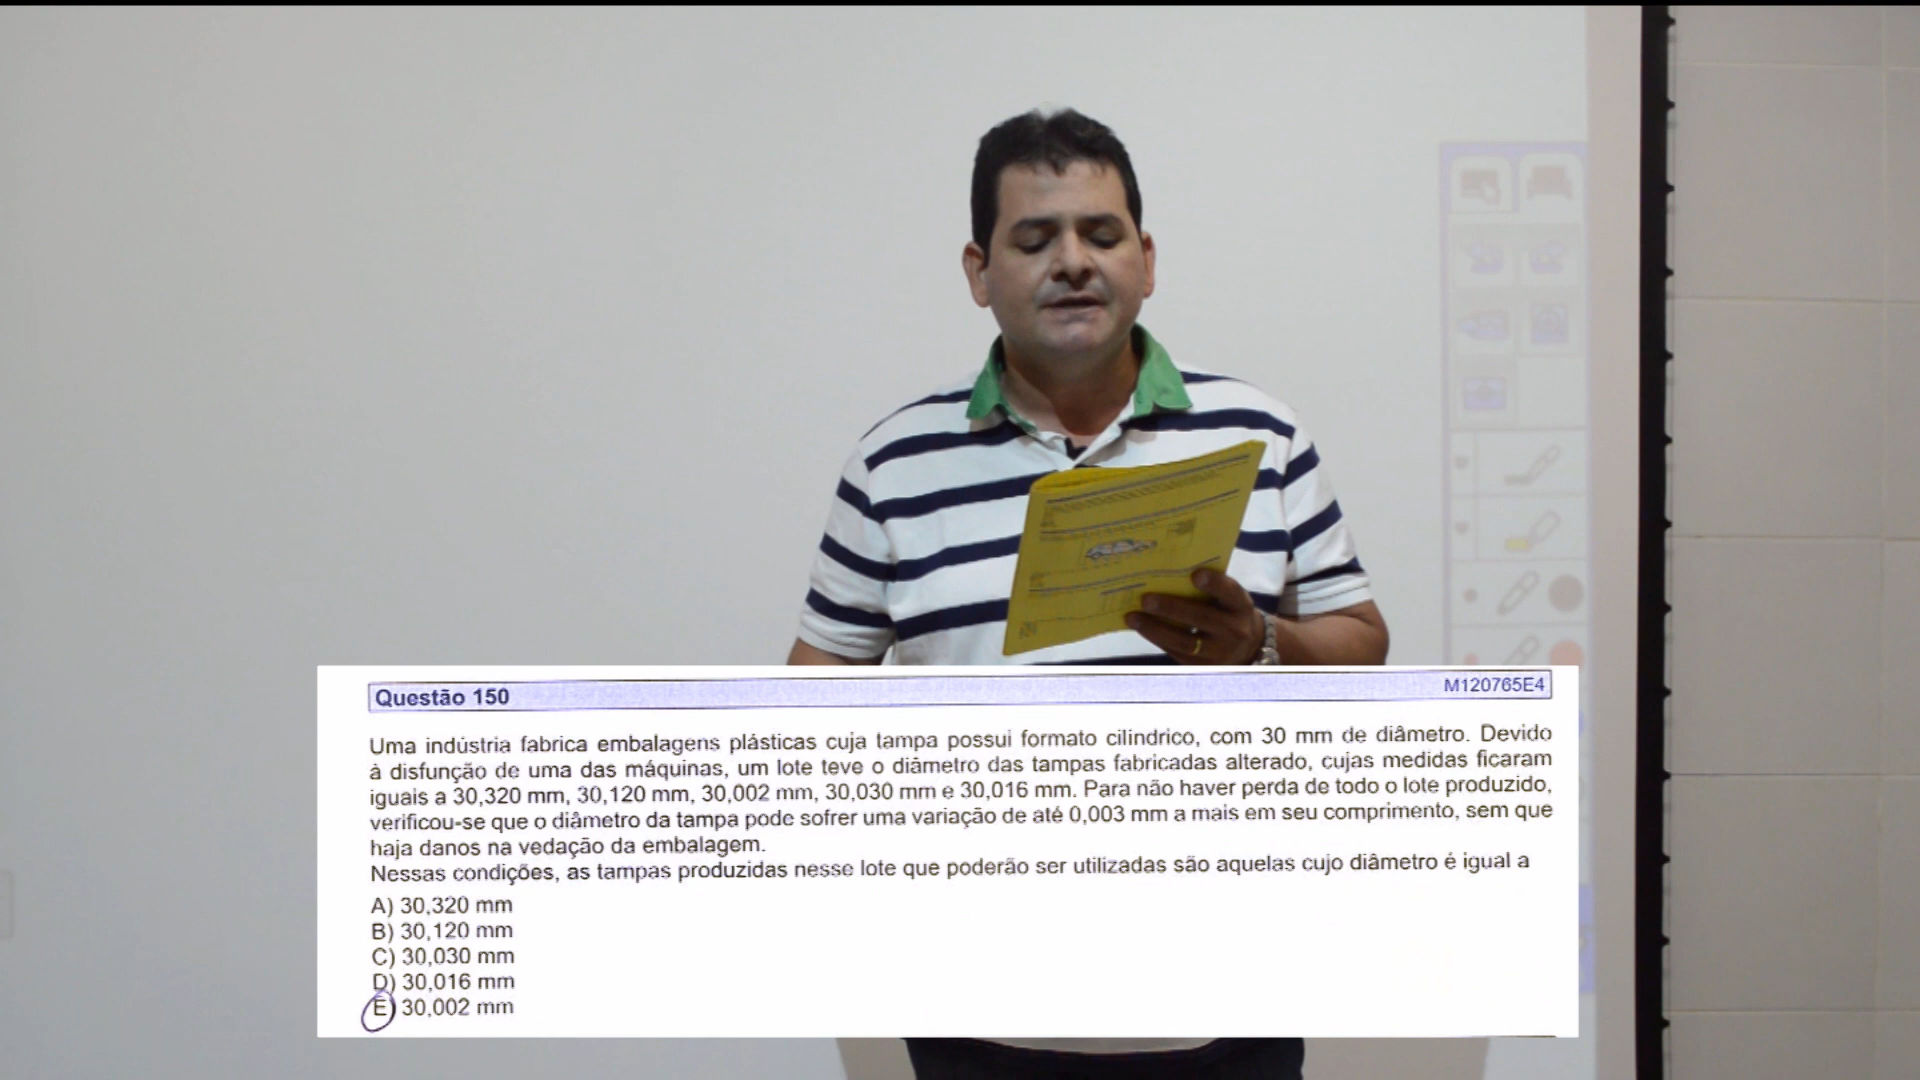 Questão 150
M120765E4
Uma indústria fabrica embalagens plásticas cuja tampa possui formato cilíndrico, com 30 mm de diâmetro. Devido
à disfunção de uma das máquinas, um lote teve o diâmetro das tampas fabricadas alterado, cujas medidas ficaram
iguais a 30,320 mm, 30,120 mm, 30,002 mm, 30,030 mm e 30,016 mm. Para não haver perda de todo o lote produzido,
verificou-se que o diâmetro da tampa pode sofrer uma variação de até 0,003 mm a mais em seu comprimento, sem que
haja danos na vedação da embalagem.
Nessas condições, as tampas produzidas nesse lote que poderão ser utilizadas são aquelas cujo diâmetro é igual a
A) 30,320 mm
B) 30,120 mm
C) 30,030 mm
D) 30,016 mm
E) 30,002 mm